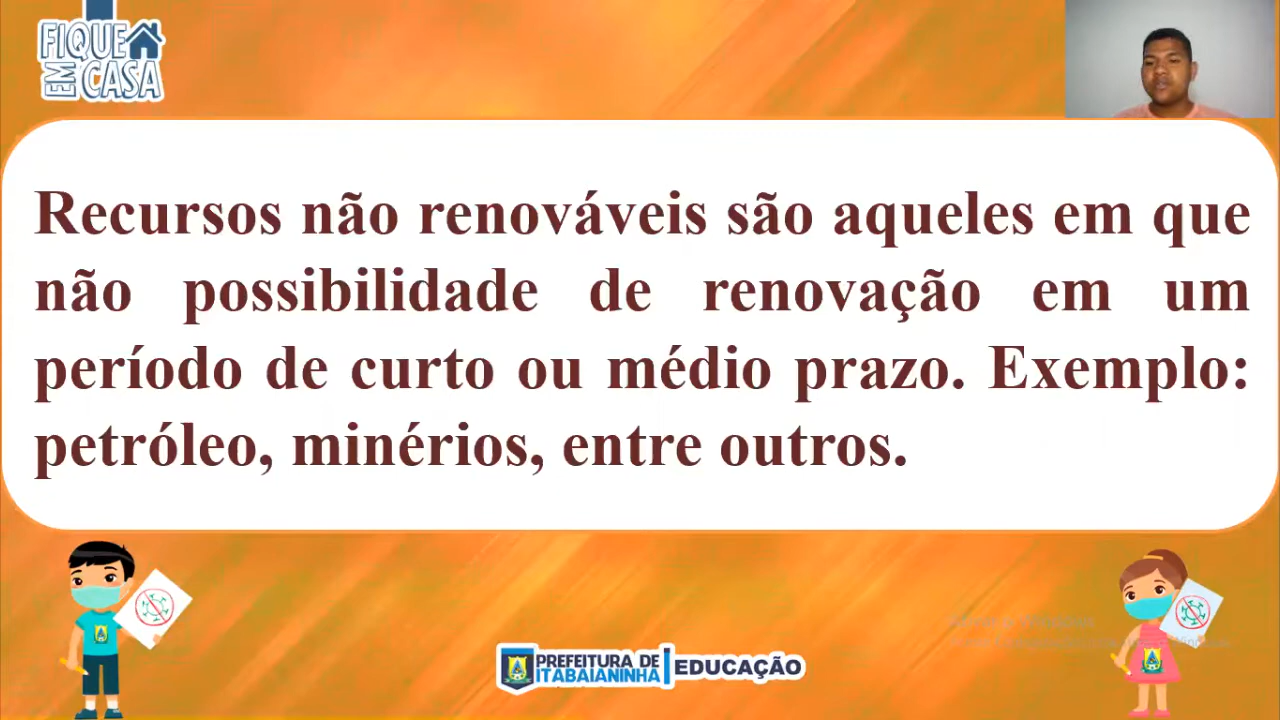 FIQUE
EM CASA
Recursos não renováveis são aqueles em que
não possibilidade de renovação em um
período de curto ou médio prazo. Exemplo:
petróleo, minérios, entre outros.
PREFEITURA DE
ITABAIANINHA
EDUCAÇÃO